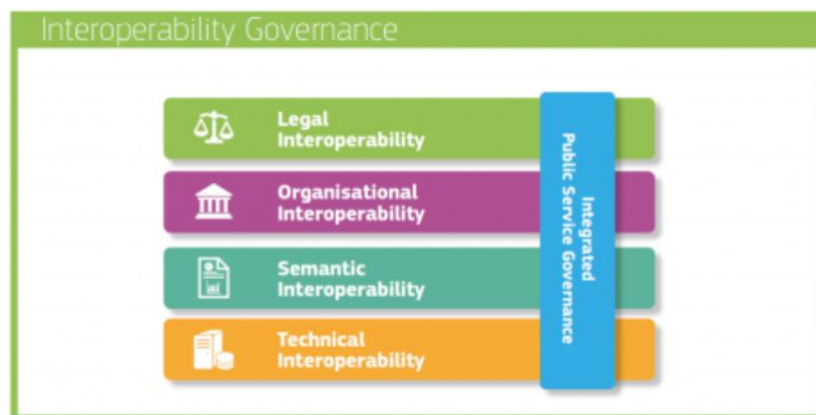 Interoperability Governance
Legal
Interoperability
Organisational
Interoperability
Semantic
Interoperability
Technical
Interoperability
Integrated
Public Service Governance